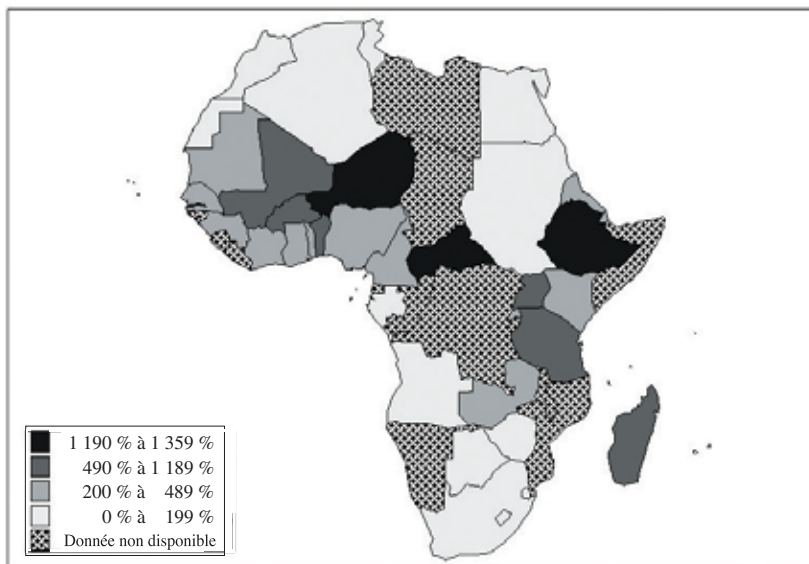 1 190 % à 1 359 %
490 % à 1 189 %
200 % à 489 %
0 % à 199 %
Donnée non disponible